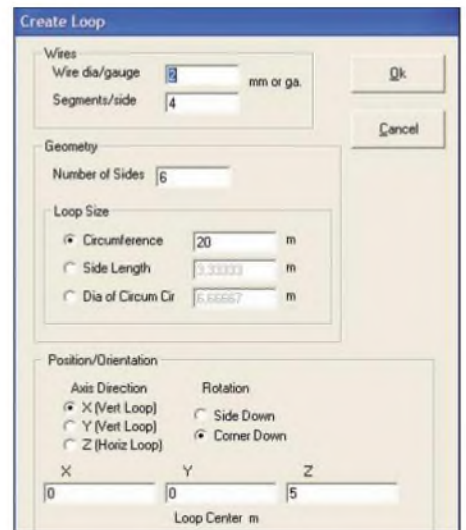 Create Loop
Wires
Wire dia/gauge 2 mm or ga.
Segments/side 4
Ok
Cancel
Geometry
Number of Sides 6
Loop Size
Circumference 20 m
Side Length 3.33333 m
Dia of Circum Cir 6.66667 m
Position/Orientation
Axis Direction Rotation
X (Vert Loop)
Side Down
Y (Vert Loop)
Corner Down
Z (Horiz Loop)
X Y Z
0 0 5
Loop Center m